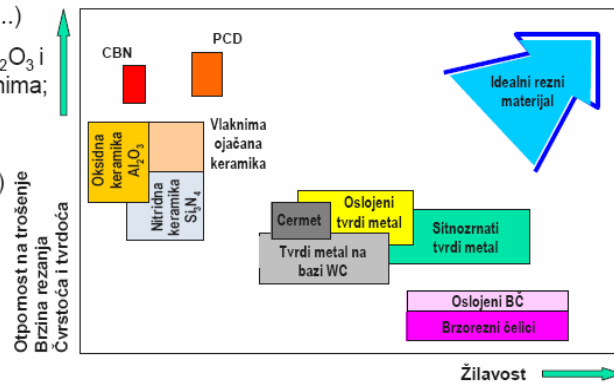 ..)
₂O₃ i
nima;
)
CBN
PCD
Idealni rezni
materijal
Oksidna
keramika
Al₂O₃
Vlaknima
ojačana
keramika
Nitridna
keramika
Si₃N₄
Oslojeni
tvrdi metal
Cermet
Sitnozrnati
tvrdi metal
Tvrdi metal na
bazi WC
Oslojeni BČ
Brzorezni čelici
Otpornost na trošenje
Brzina rezanja
Čvrstoća i tvrdoća
Žilavost